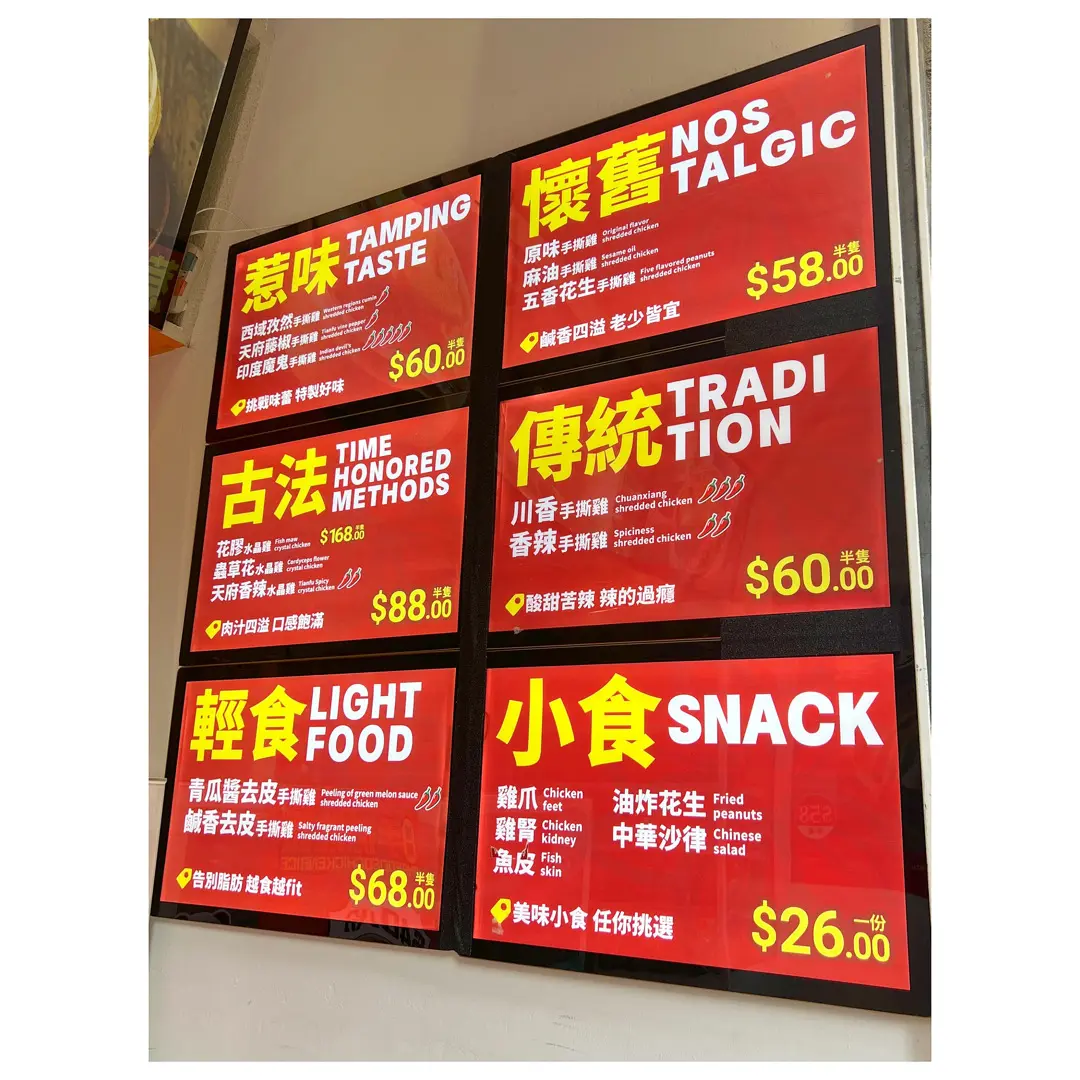 惹味 TAMPING
TASTE
西域孜然手撕雞 Western regions cumin
shredded chicken
天府藤椒手撕雞 Tianfu vine pepper
shredded chicken
印度魔鬼手撕雞 Indian devil's
shredded chicken
$60.00 半隻
挑戰味蕾 特製好味
懷舊 NOS
TALGIC
原味手撕雞 Original flavor
shredded chicken
麻油手撕雞 Sesame oil
shredded chicken
五香花生手撕雞 Five flavored peanuts
shredded chicken
$58.00 半隻
鹹香四溢 老少皆宜
古法 TIME
HONORED
METHODS
花膠水晶雞 Fish maw
crystal chicken
$168.00 半隻
蟲草花水晶雞 Cordyceps flower
crystal chicken
天府香辣水晶雞 Tianfu Spicy
crystal chicken
$88.00 半隻
肉汁四溢 口感飽滿
傳統 TRADI
TION
川香手撕雞 Chuanxiang
shredded chicken
香辣手撕雞 Spiciness
shredded chicken
$60.00 半隻
酸甜苦辣 辣的過癮
輕食 LIGHT
FOOD
青瓜醬去皮手撕雞 Peeling of green melon sauce
shredded chicken
鹹香去皮手撕雞 Salty fragrant peeling
shredded chicken
$68.00 半隻
告別脂肪 越食越fit
小食 SNACK
雞爪 Chicken
feet
油炸花生 Fried
peanuts
雞腎 Chicken
kidney
中華沙律 Chinese
salad
魚皮 Fish
skin
$26.00 一份
美味小食 任你挑選